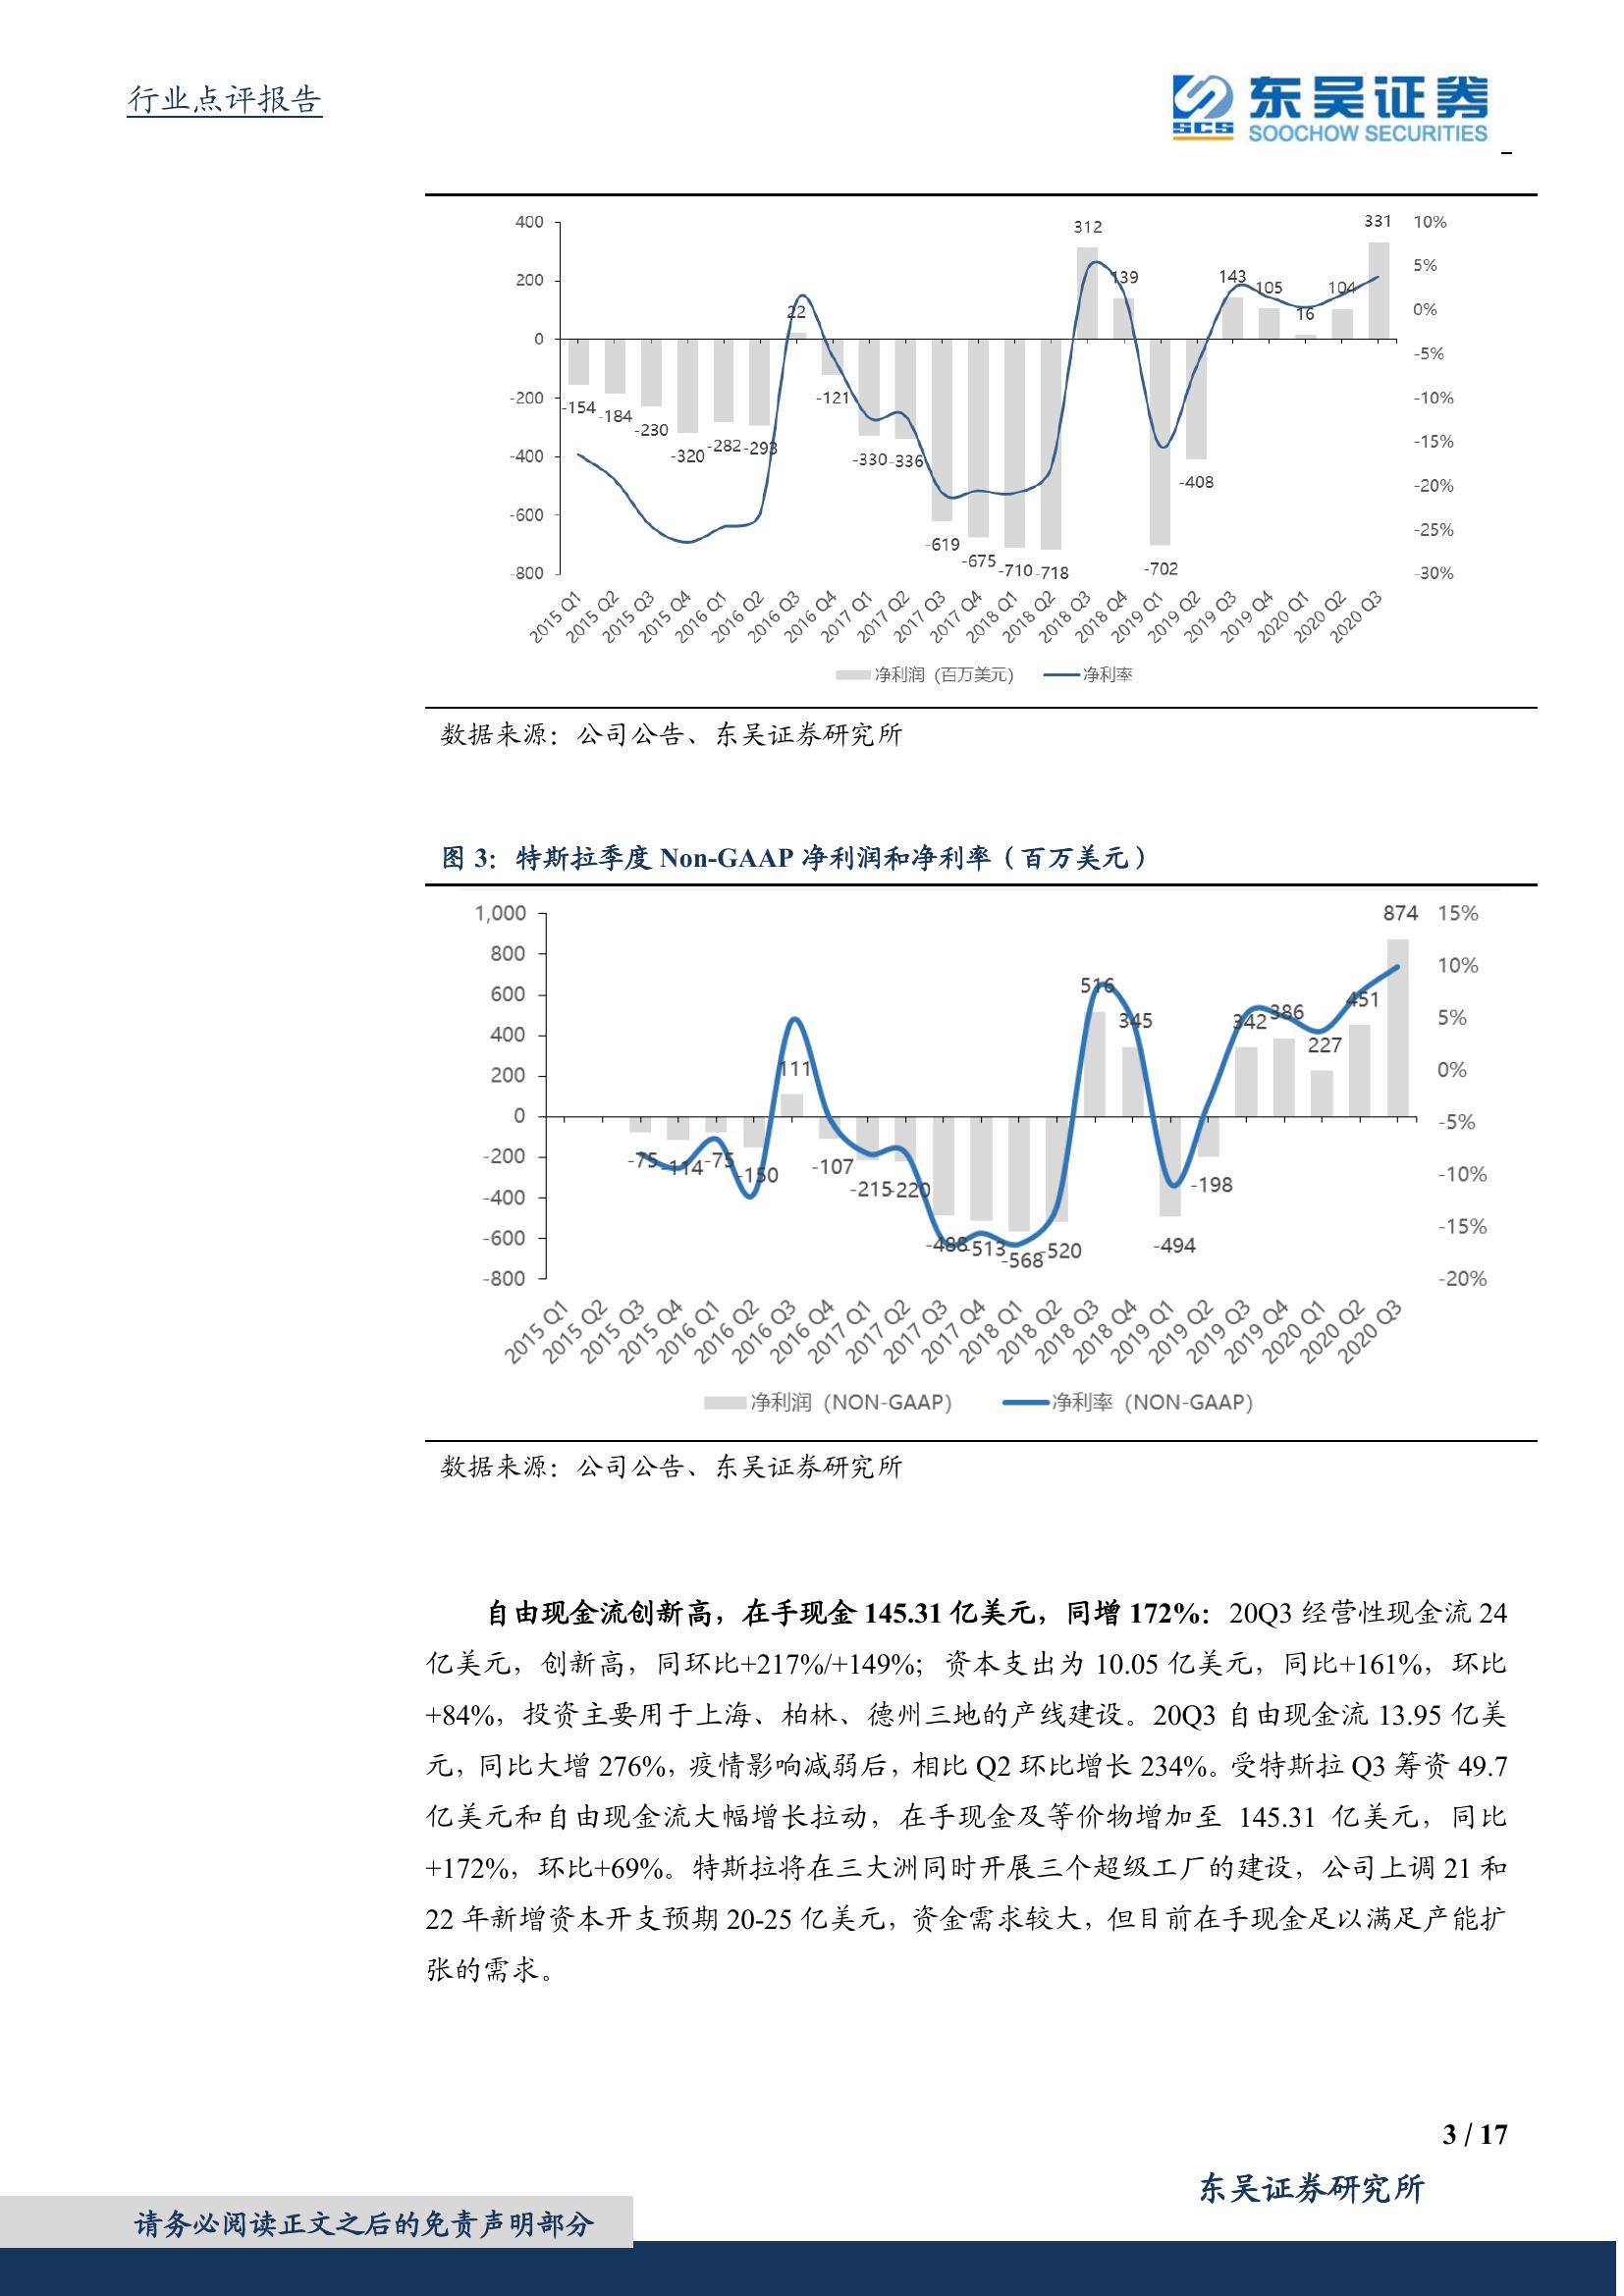 行业点评报告
东吴证券
SCS
SOOCHOW SECURITIES
400
200
0
-200
-400
-600
-800
10%
5%
0%
-5%
-10%
-15%
-20%
-25%
-30%
-154 -184 -230 -320 -282 -293 22 -121 -330 -336 -619 -675 -710 -718 312 139 -702 -408 143 105 16 104 331
2015 Q1 2015 Q2 2015 Q3 2015 Q4 2016 Q1 2016 Q2 2016 Q3 2016 Q4 2017 Q1 2017 Q2 2017 Q3 2017 Q4 2018 Q1 2018 Q2 2018 Q3 2018 Q4 2019 Q1 2019 Q2 2019 Q3 2019 Q4 2020 Q1 2020 Q2 2020 Q3
净利润（百万美元） 净利率
数据来源：公司公告、东吴证券研究所
图 3：特斯拉季度 Non-GAAP 净利润和净利率（百万美元）
1,000
800
600
400
200
0
-200
-400
-600
-800
15%
10%
5%
0%
-5%
-10%
-15%
-20%
-75 -114 -75 -150 111 -107 -215 -220 -488 -513 -568 -520 516 345 -494 -198 342 386 227 451 874
2015 Q1 2015 Q2 2015 Q3 2015 Q4 2016 Q1 2016 Q2 2016 Q3 2016 Q4 2017 Q1 2017 Q2 2017 Q3 2017 Q4 2018 Q1 2018 Q2 2018 Q3 2018 Q4 2019 Q1 2019 Q2 2019 Q3 2019 Q4 2020 Q1 2020 Q2 2020 Q3
净利润（NON-GAAP） 净利率（NON-GAAP）
数据来源：公司公告、东吴证券研究所
自由现金流创新高，在手现金 145.31 亿美元，同增 172%：20Q3 经营性现金流 24
亿美元，创新高，同环比+217%/+149%；资本支出为 10.05 亿美元，同比+161%，环比
+84%，投资主要用于上海、柏林、德州三地的产线建设。20Q3 自由现金流 13.95 亿美
元，同比大增 276%，疫情影响减弱后，相比 Q2 环比增长 234%。受特斯拉 Q3 筹资 49.7
亿美元和自由现金流大幅增长拉动，在手现金及等价物增加至 145.31 亿美元，同比
+172%，环比+69%。特斯拉将在三大洲同时开展三个超级工厂的建设，公司上调 21 和
22 年新增资本开支预期 20-25 亿美元，资金需求较大，但目前在手现金足以满足产能扩
张的需求。
3 / 17
东吴证券研究所
请务必阅读正文之后的免责声明部分